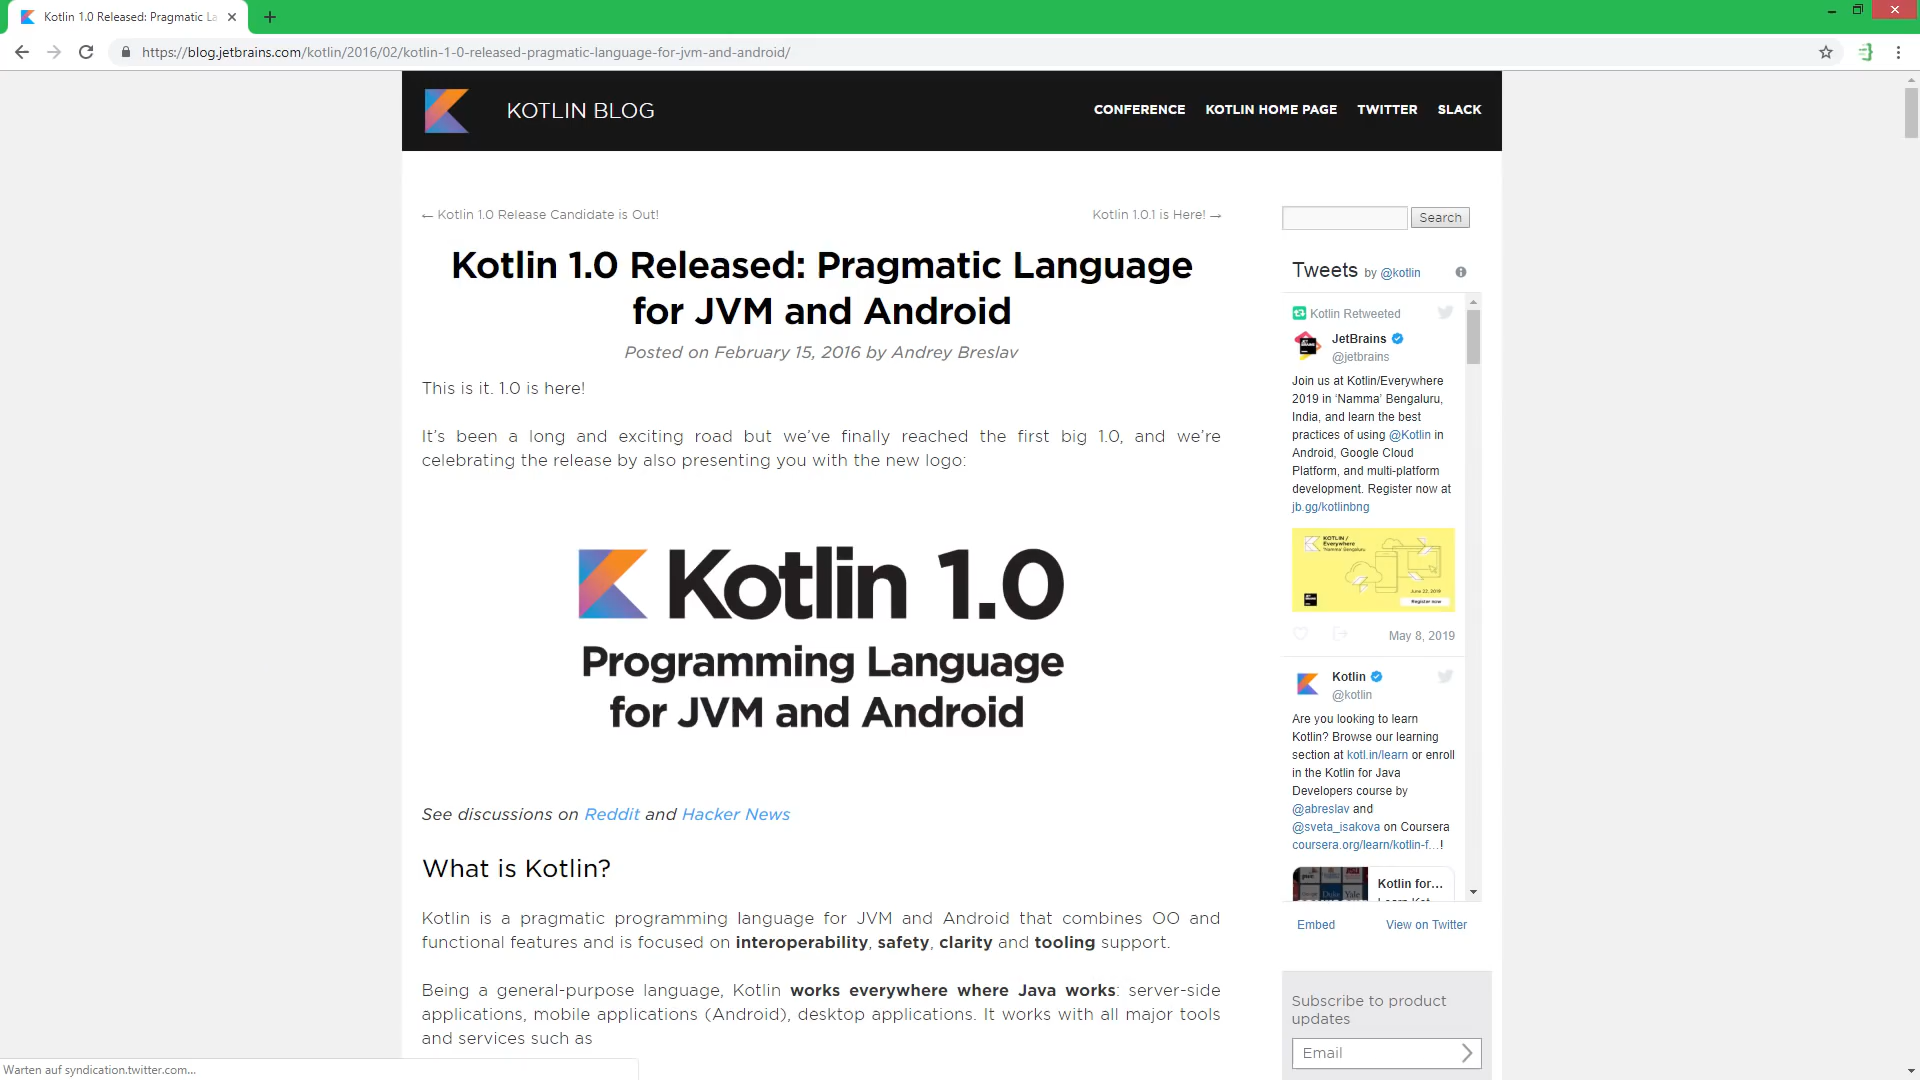 Kotlin 1.0 Released: Pragmatic La
https://blog.jetbrains.com/kotlin/2016/02/kotlin-1-0-released-pragmatic-language-for-jvm-and-android/
KOTLIN BLOG
CONFERENCE KOTLIN HOME PAGE TWITTER SLACK
← Kotlin 1.0 Release Candidate is Out!
Kotlin 1.0.1 is Here! →
Kotlin 1.0 Released: Pragmatic Language
for JVM and Android
Posted on February 15, 2016 by Andrey Breslav
This is it. 1.0 is here!
It’s been a long and exciting road but we’ve finally reached the first big 1.0, and we’re
celebrating the release by also presenting you with the new logo:
Kotlin 1.0
Programming Language
for JVM and Android
See discussions on Reddit and Hacker News
What is Kotlin?
Kotlin is a pragmatic programming language for JVM and Android that combines OO and
functional features and is focused on interoperability, safety, clarity and tooling support.
Being a general-purpose language, Kotlin works everywhere where Java works: server-side
applications, mobile applications (Android), desktop applications. It works with all major tools
and services such as
Search
Tweets by @kotlin
Kotlin Retweeted
JetBrains
@jetbrains
Join us at Kotlin/Everywhere
2019 in ‘Namma’ Bengaluru,
India, and learn the best
practices of using @Kotlin in
Android, Google Cloud
Platform, and multi-platform
development. Register now at
jb.gg/kotlinbng
KOTLIN /
Everywhere
'Namma' Bengaluru
June 22, 2019
Register now
May 8, 2019
Kotlin
@kotlin
Are you looking to learn
Kotlin? Browse our learning
section at kotl.in/learn or enroll
in the Kotlin for Java
Developers course by
@abreslav and
@sveta_isakova on Coursera
coursera.org/learn/kotlin-f…!
Kotlin for…
Embed
View on Twitter
Subscribe to product
updates
Email
Warten auf syndication.twitter.com...